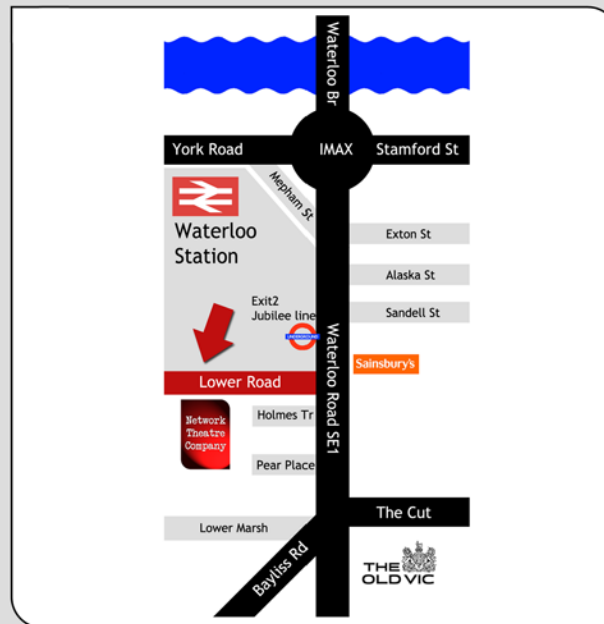 Waterloo Br
York Road
IMAX
Stamford St
Mepham St
Waterloo
Station
Exton St
Alaska St
Exit2
Jubilee line
Sandell St
UNDERGROUND
Waterloo Road SE1
Sainsbury's
Lower Road
Network
Theatre
Company
Holmes Tr
Pear Place
The Cut
Lower Marsh
Bayliss Rd
THE
OLD VIC